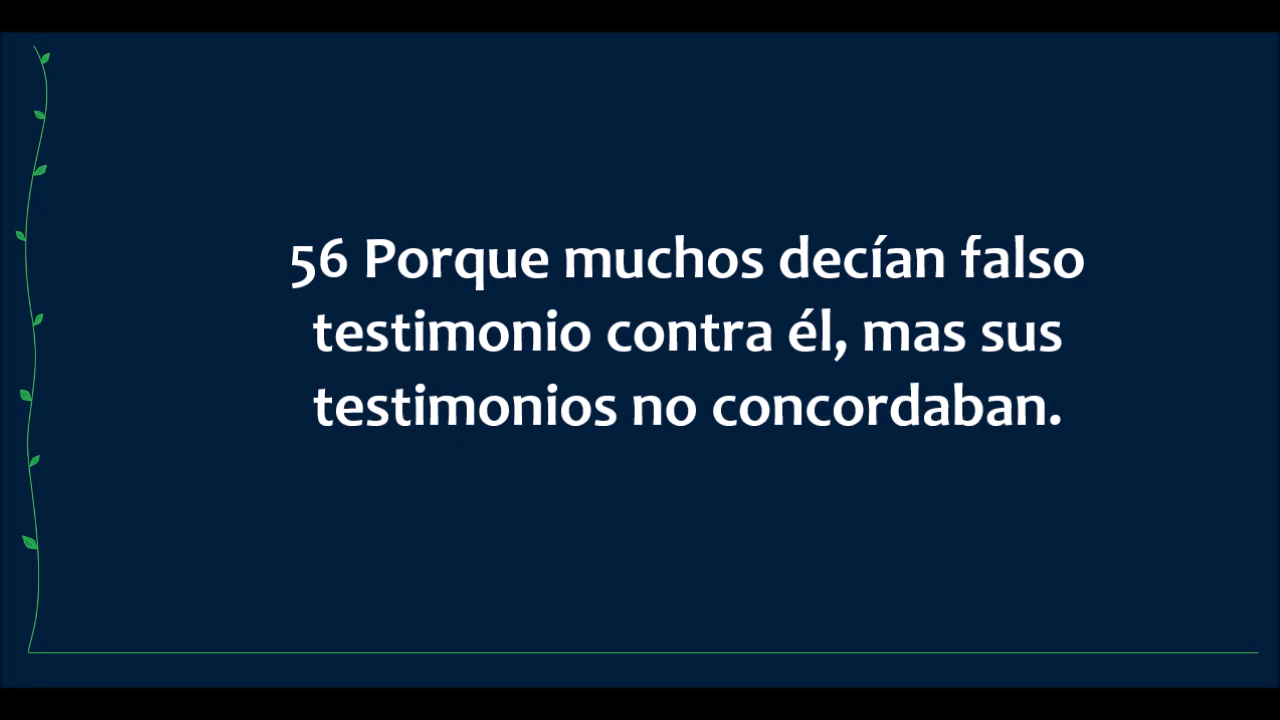 56 Porque muchos decían falso
testimonio contra él, mas sus
testimonios no concordaban.